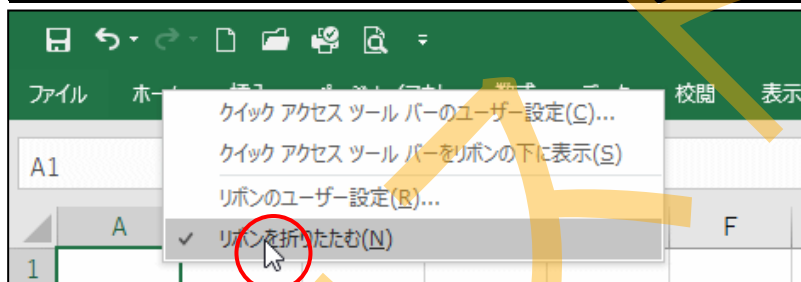 ファイル 校閲 表示
クイック アクセス ツール バーのユーザー設定(C)...
クイック アクセス ツール バーをリボンの下に表示(S)
A1
リボンのユーザー設定(R)...
✓ リボンを折りたたむ(N)
A F
1